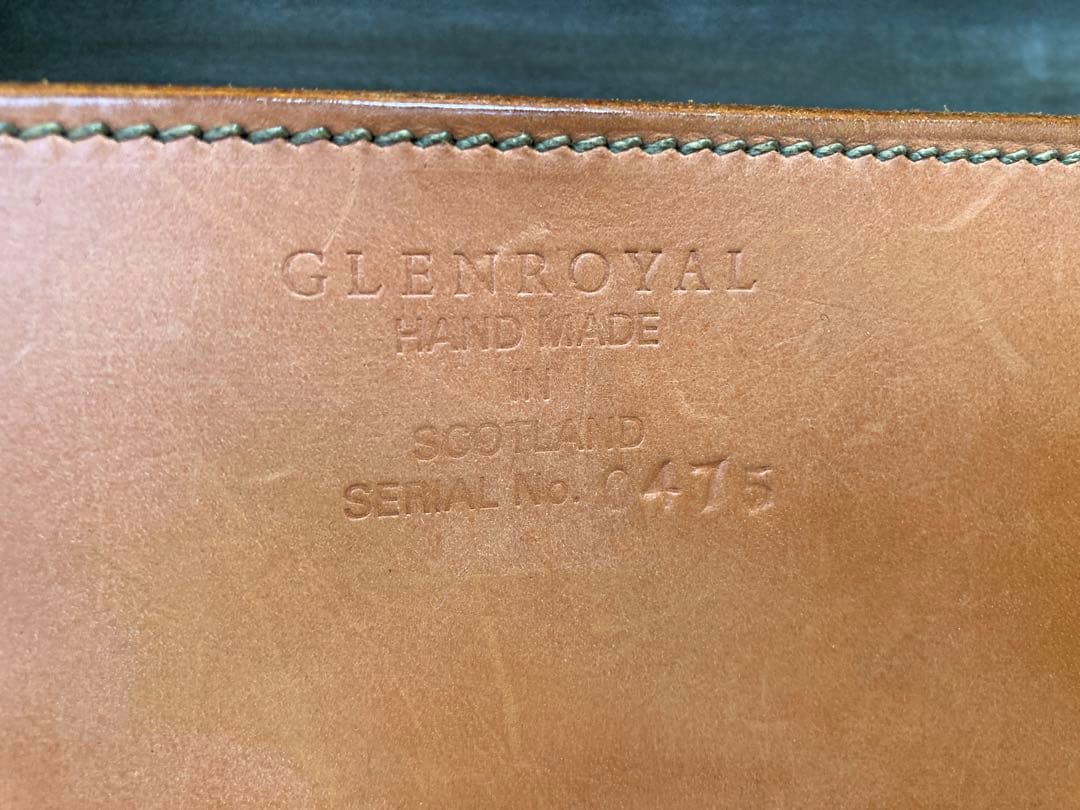 GLENROYAL
HAND MADE
IN
SCOTLAND
SERIAL No. 0475